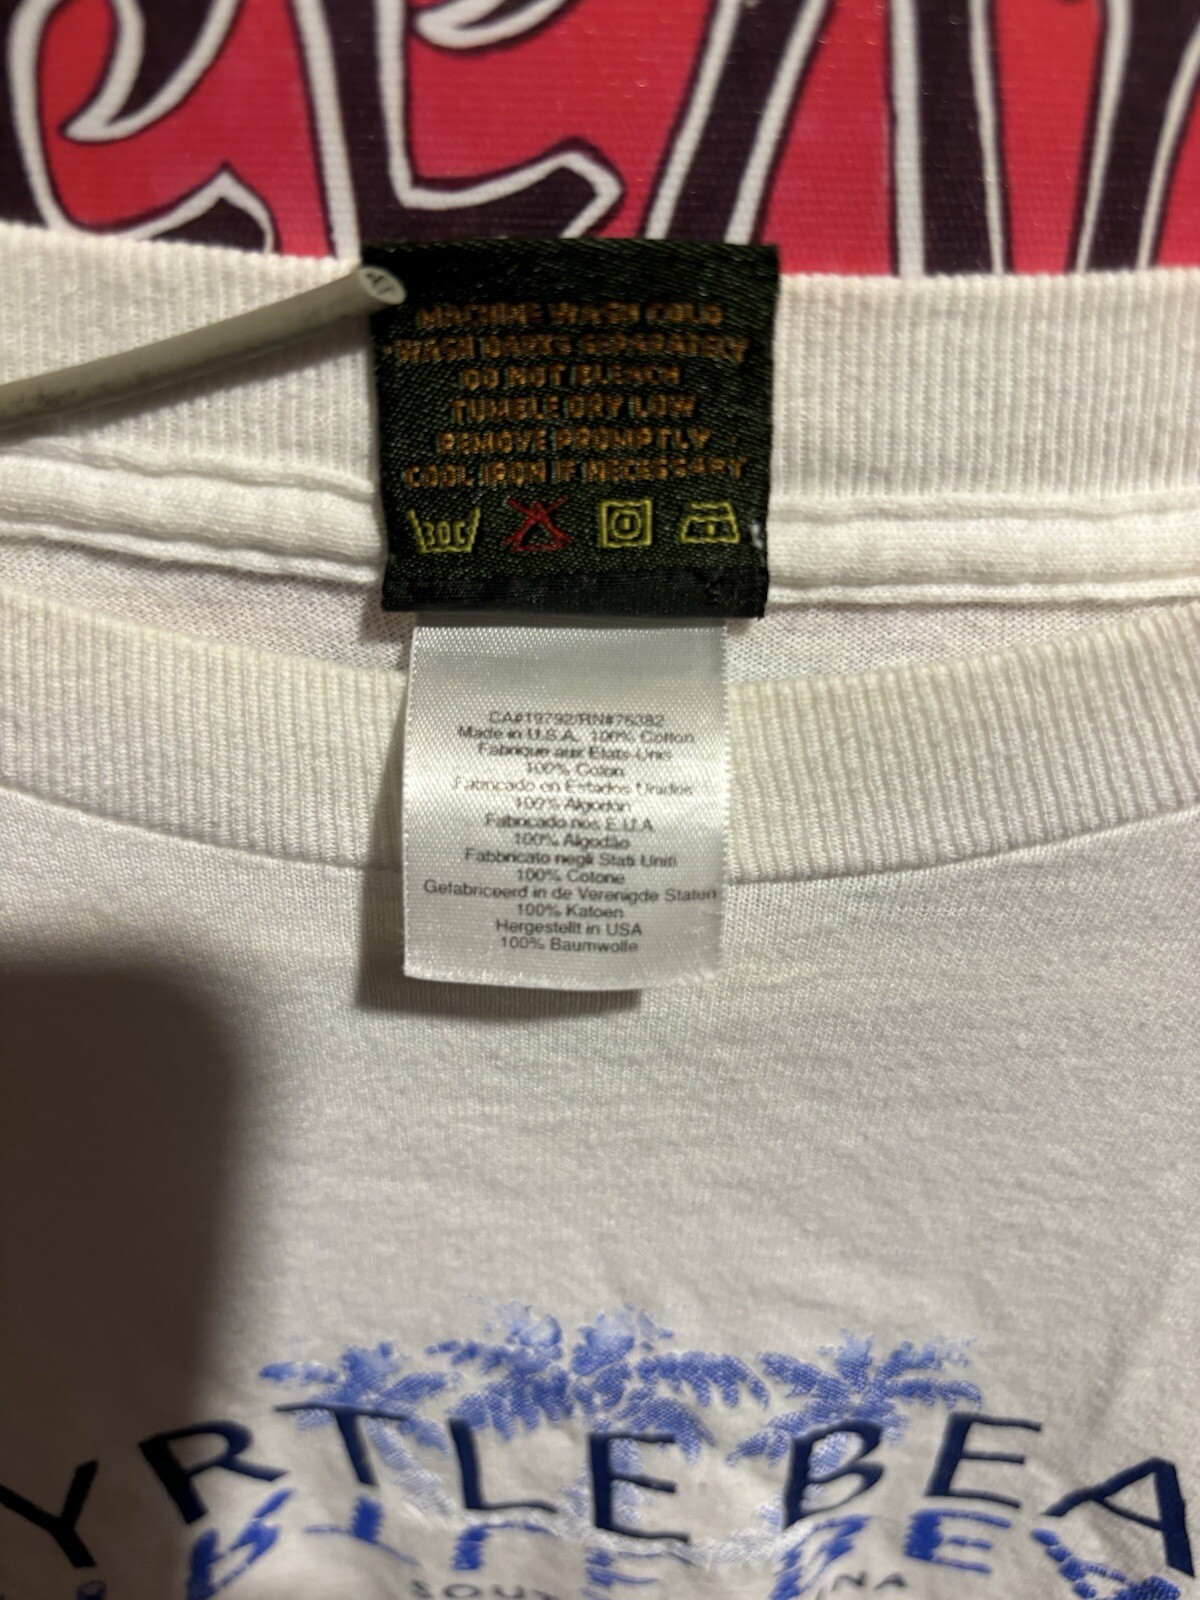 MACHINE WASH COLD
WASH DARKS SEPARATELY
DO NOT BLEACH
TUMBLE DRY LOW
REMOVE PROMPTLY
COOL IRON IF NECESSARY
30C
CA#19792/RN#76382
Made in U.S.A. 100% Cotton
Fabrique aux Etats-Unis
100% Coton
Fabricado en Estados Unidos
100% Algodón
Fabricado nos E.U.A
100% Algodão
Fabbricato negli Stati Uniti
100% Cotone
Gefabriceerd in de Verenigde Staten
100% Katoen
Hergestellt in USA
100% Baumwolle
YRTLE BEA
SOU NA